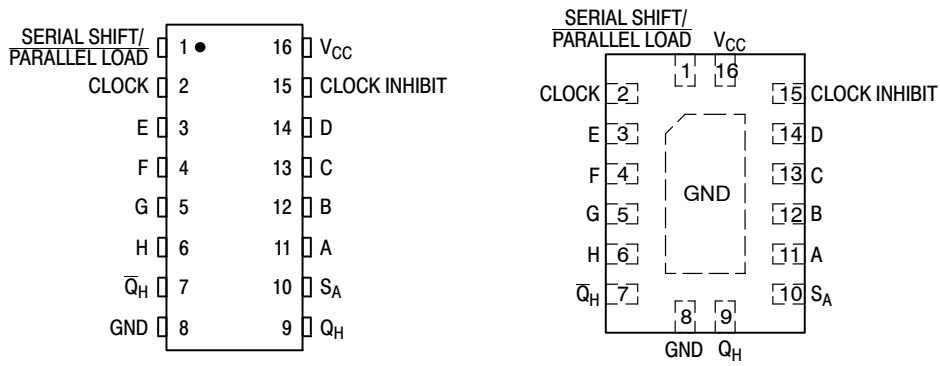 SERIAL SHIFT/
PARALLEL LOAD 1 16 VCC
CLOCK 2 15 CLOCK INHIBIT
E 3 14 D
F 4 13 C
G 5 12 B
H 6 11 A
Q̅H 7 10 SA
GND 8 9 QH
SERIAL SHIFT/
PARALLEL LOAD VCC
1 16
CLOCK 2 15 CLOCK INHIBIT
E 3 14 D
F 4 13 C
GND
G 5 12 B
H 6 11 A
Q̅H 7 10 SA
8 9
GND QH